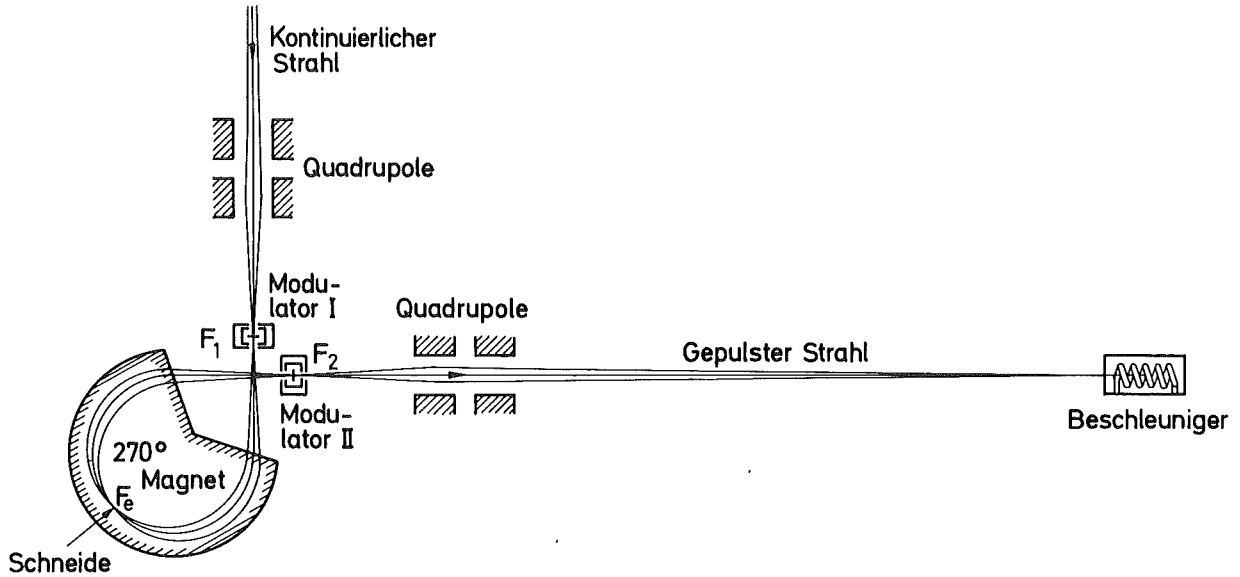 Kontinuierlicher
Strahl
Quadrupole
Modu-
lator I
F1
F2
Quadrupole
Gepulster Strahl
Beschleuniger
Modu-
lator II
270°
Magnet
Fe
Schneide